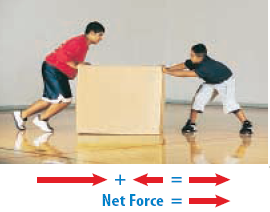 + =
Net Force =